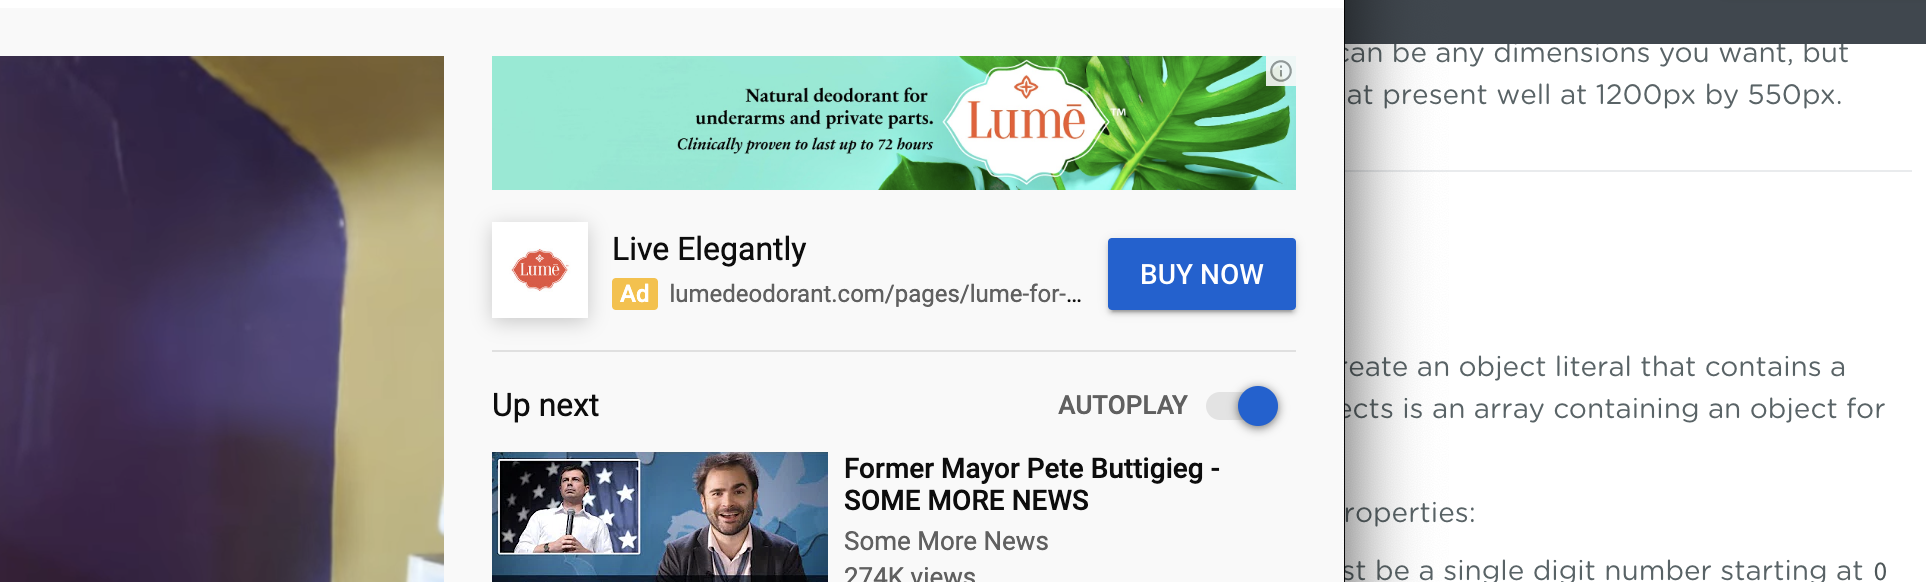 Natural deodorant for
underarms and private parts.
Clinically proven to last up to 72 hours
Lumē™
Lumē
Live Elegantly
Ad lumedeodorant.com/pages/lume-for-...
BUY NOW
Up next
AUTOPLAY
Former Mayor Pete Buttigieg -
SOME MORE NEWS
Some More News
274K views
can be any dimensions you want, but
at present well at 1200px by 550px.
reate an object literal that contains a
ects is an array containing an object for
roperties:
st be a single digit number starting at 0